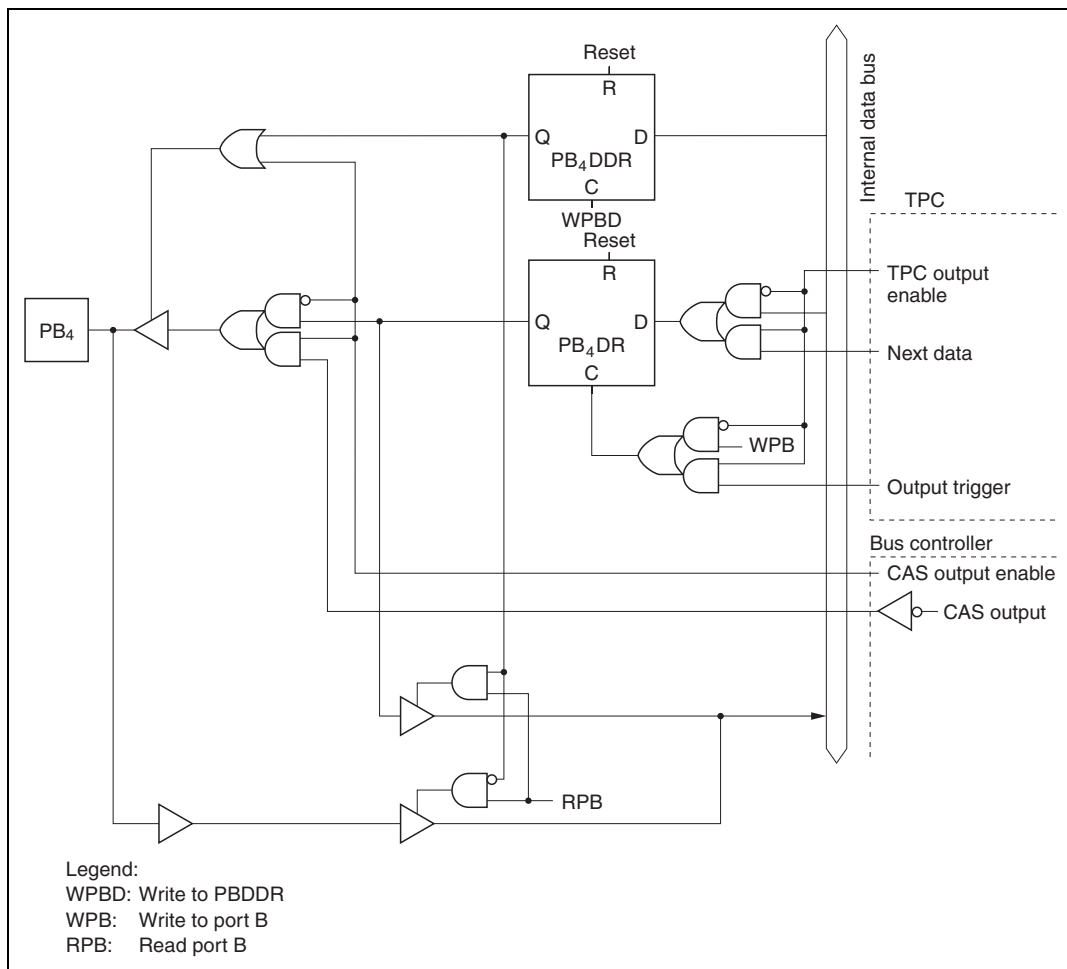 Reset
R
Q
D
PB4DDR
C
WPBD
Internal data bus
TPC
Reset
R
TPC output
enable
PB4
Q
D
PB4DR
C
Next data
WPB
Output trigger
Bus controller
CAS output enable
CAS output
RPB
Legend:
WPBD: Write to PBDDR
WPB: Write to port B
RPB: Read port B